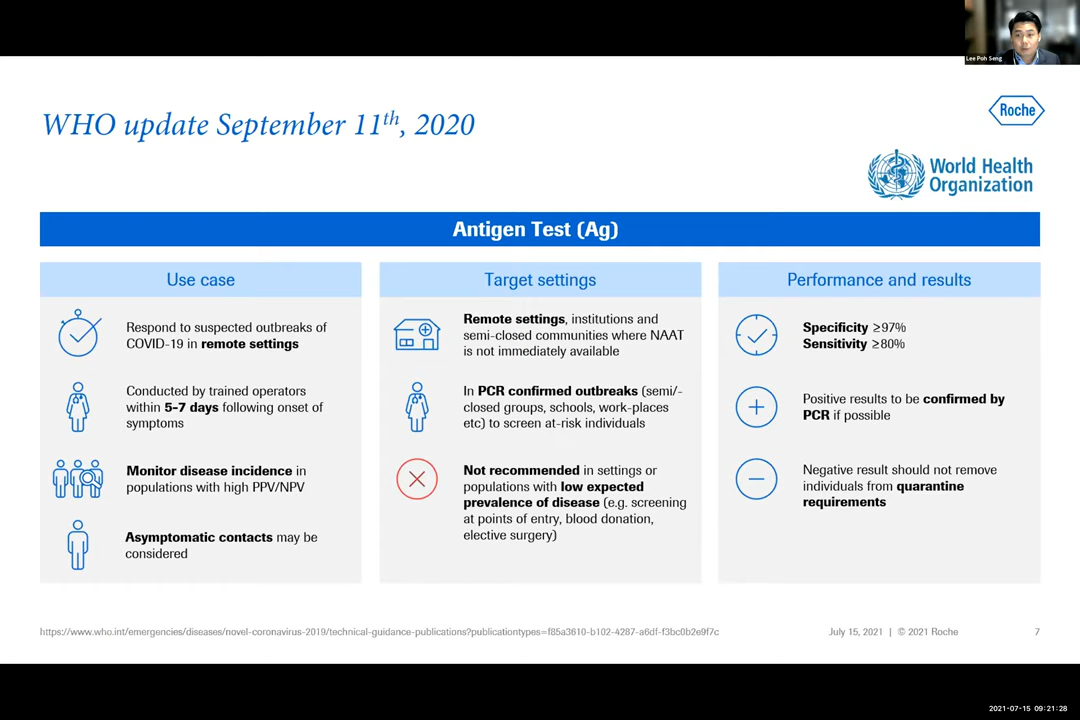 Lee Poh Seng
WHO update September 11th, 2020
Roche
World Health
Organization
Antigen Test (Ag)
Use case
Respond to suspected outbreaks of
COVID-19 in remote settings
Conducted by trained operators
within 5-7 days following onset of
symptoms
Monitor disease incidence in
populations with high PPV/NPV
Asymptomatic contacts may be
considered
Target settings
Remote settings, institutions and
semi-closed communities where NAAT
is not immediately available
In PCR confirmed outbreaks (semi/-
closed groups, schools, work-places
etc) to screen at-risk individuals
Not recommended in settings or
populations with low expected
prevalence of disease (e.g. screening
at points of entry, blood donation,
elective surgery)
Performance and results
Specificity ≥97%
Sensitivity ≥80%
Positive results to be confirmed by
PCR if possible
Negative result should not remove
individuals from quarantine
requirements
https://www.who.int/emergencies/diseases/novel-coronavirus-2019/technical-guidance-publications?publicationtypes=f85a3610-b102-4287-a6df-f3bc0b2e9f7c
July 15, 2021 | © 2021 Roche
7
2021-07-15 09:21:28